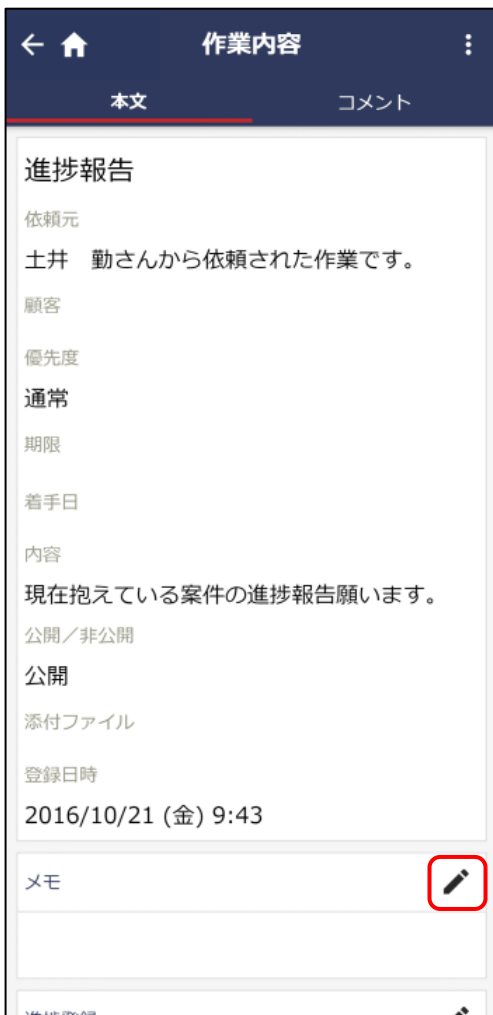 作業内容
本文 コメント
進捗報告
依頼元
土井　勤さんから依頼された作業です。
顧客
優先度
通常
期限
着手日
内容
現在抱えている案件の進捗報告願います。
公開／非公開
公開
添付ファイル
登録日時
2016/10/21 (金) 9:43
メモ